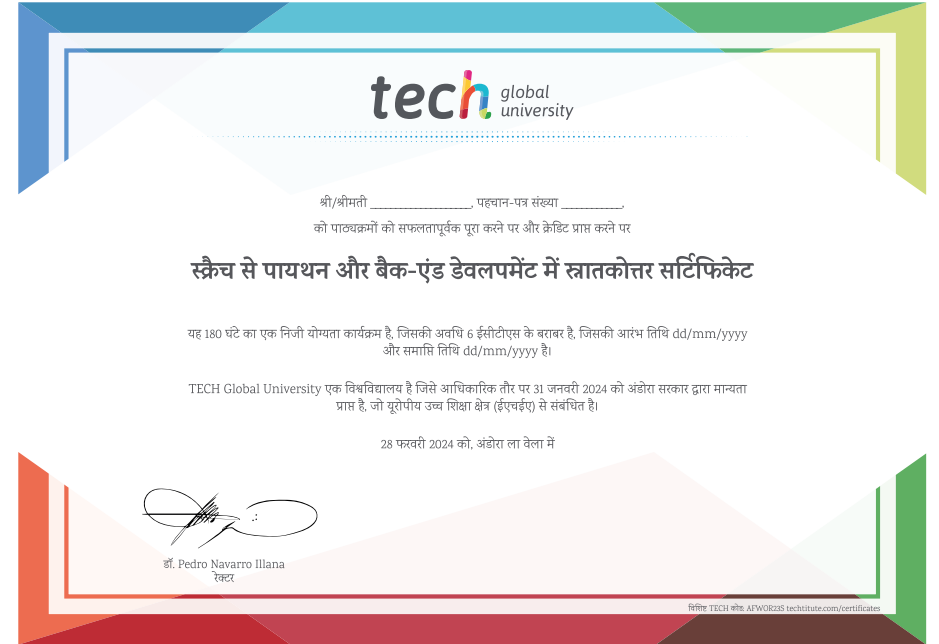 tech global
university
श्री/श्रीमती ____________________, पहचान-पत्र संख्या ____________,
को पाठ्यक्रमों को सफलतापूर्वक पूरा करने पर और क्रेडिट प्राप्त करने पर
स्क्रैच से पायथन और बैक-एंड डेवलपमेंट में स्नातकोत्तर सर्टिफिकेट
यह 180 घंटे का एक निजी योग्यता कार्यक्रम है, जिसकी अवधि 6 ईसीटीएस के बराबर है, जिसकी आरंभ तिथि dd/mm/yyyy
और समाप्ति तिथि dd/mm/yyyy है।
TECH Global University एक विश्वविद्यालय है जिसे आधिकारिक तौर पर 31 जनवरी 2024 को अंडोरा सरकार द्वारा मान्यता
प्राप्त है, जो यूरोपीय उच्च शिक्षा क्षेत्र (ईएचईए) से संबंधित है।
28 फरवरी 2024 को, अंडोरा ला वेला में
डॉ. Pedro Navarro Illana
रेक्टर
विशिष्ट TECH कोड: AFWOR23S techtitute.com/certificates